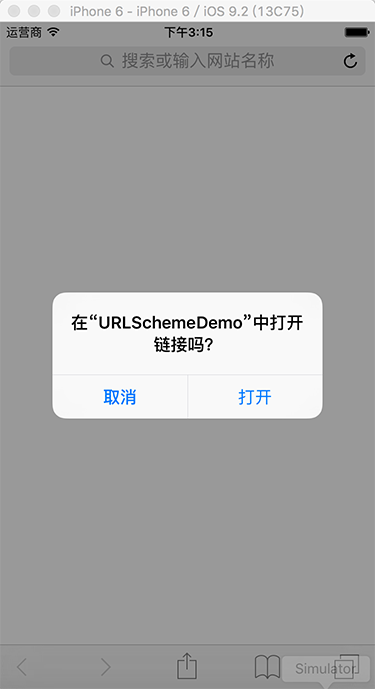 iPhone 6 - iPhone 6 / iOS 9.2 (13C75)
运营商 下午3:15
搜索或输入网站名称
在“URLSchemeDemo”中打开
链接吗?
取消 打开
Simulator